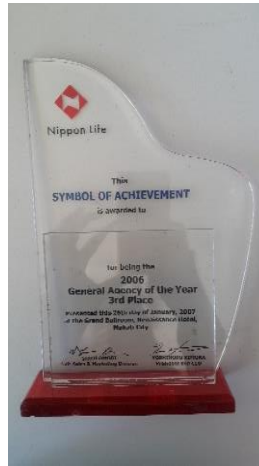 Nippon Life
This
SYMBOL OF ACHIEVEMENT
is awarded to
for being the
2006
General Agency of the Year
3rd Place
Presented this 26th day of January, 2007
at the Grand Ballroom, Renaissance Hotel,
Makati City